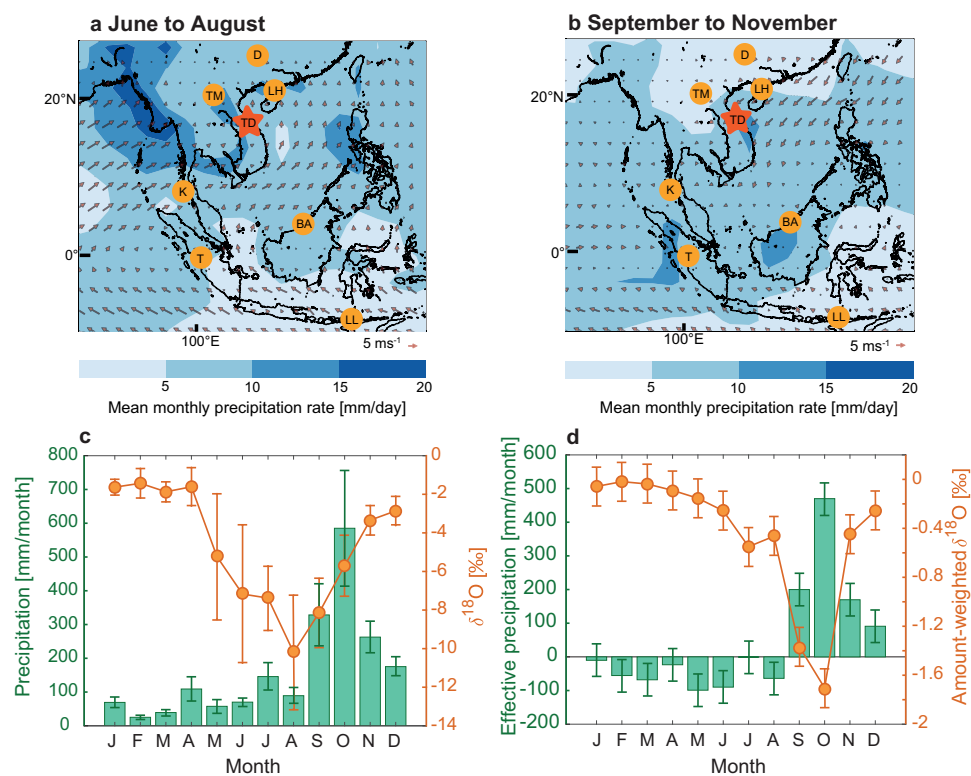 a June to August
b September to November
D
TM
LH
TD
K
BA
T
LL
20°N
0°
100°E
5 ms-1
D
TM
LH
TD
K
BA
T
LL
20°N
0°
100°E
5 ms-1
5 10 15 20
Mean monthly precipitation rate [mm/day]
5 10 15 20
Mean monthly precipitation rate [mm/day]
c
Precipitation [mm/month]
800
700
600
500
400
300
200
100
0
0
-2
-4
-6
-8
-10
-12
-14
δ18O [‰]
J F M A M J J A S O N D
Month
d
Effective precipitation [mm/month]
600
500
400
300
200
100
0
-100
-200
-0
-0.4
-0.8
-1.2
-1.6
-2
Amount-weighted δ18O [‰]
J F M A M J J A S O N D
Month